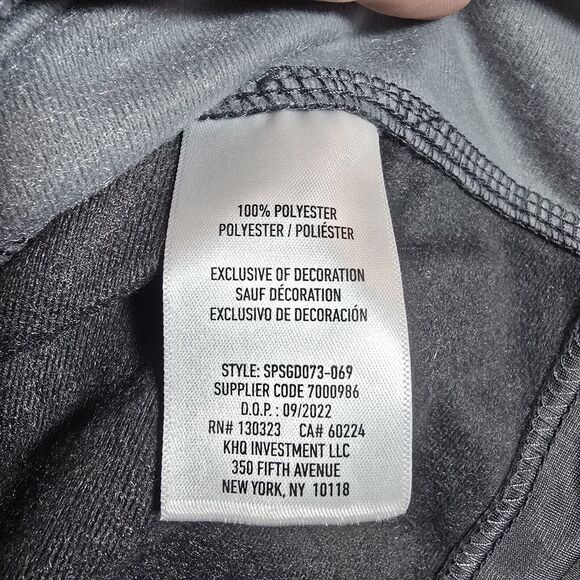 100% POLYESTER
POLYESTER / POLIÉSTER
EXCLUSIVE OF DECORATION
SAUF DÉCORATION
EXCLUSIVO DE DECORACIÓN
STYLE: SPSGD073-069
SUPPLIER CODE 7000986
D.O.P. : 09/2022
RN# 130323 CA# 60224
KHQ INVESTMENT LLC
350 FIFTH AVENUE
NEW YORK, NY 10118